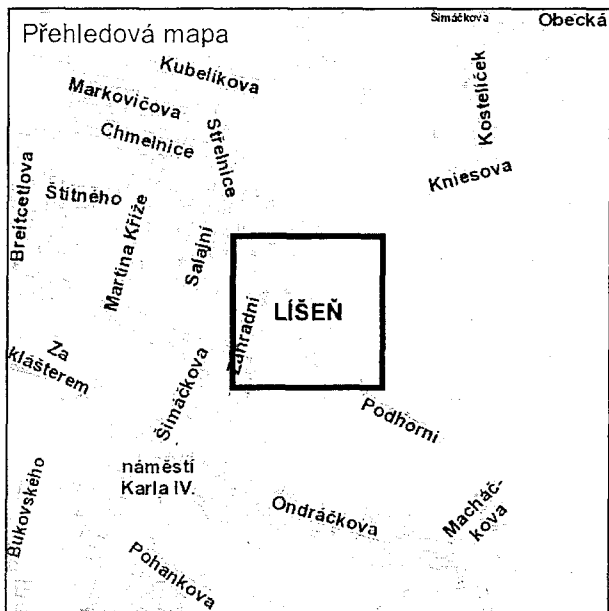 Přehledová mapa
Šimáčkova
Obecká
Kubelíkova
Markovičova
Chmelnice
Střelnice
Kostelíček
Kniesova
Breitcetlova
Štítného
Martina Kříže
Salajní
Zahradní
LÍŠEŇ
Za
klášterem
Šimáčkova
Podhorní
náměstí
Karla IV.
Bukovského
Ondráčkova
Macháč-
kova
Pohankova